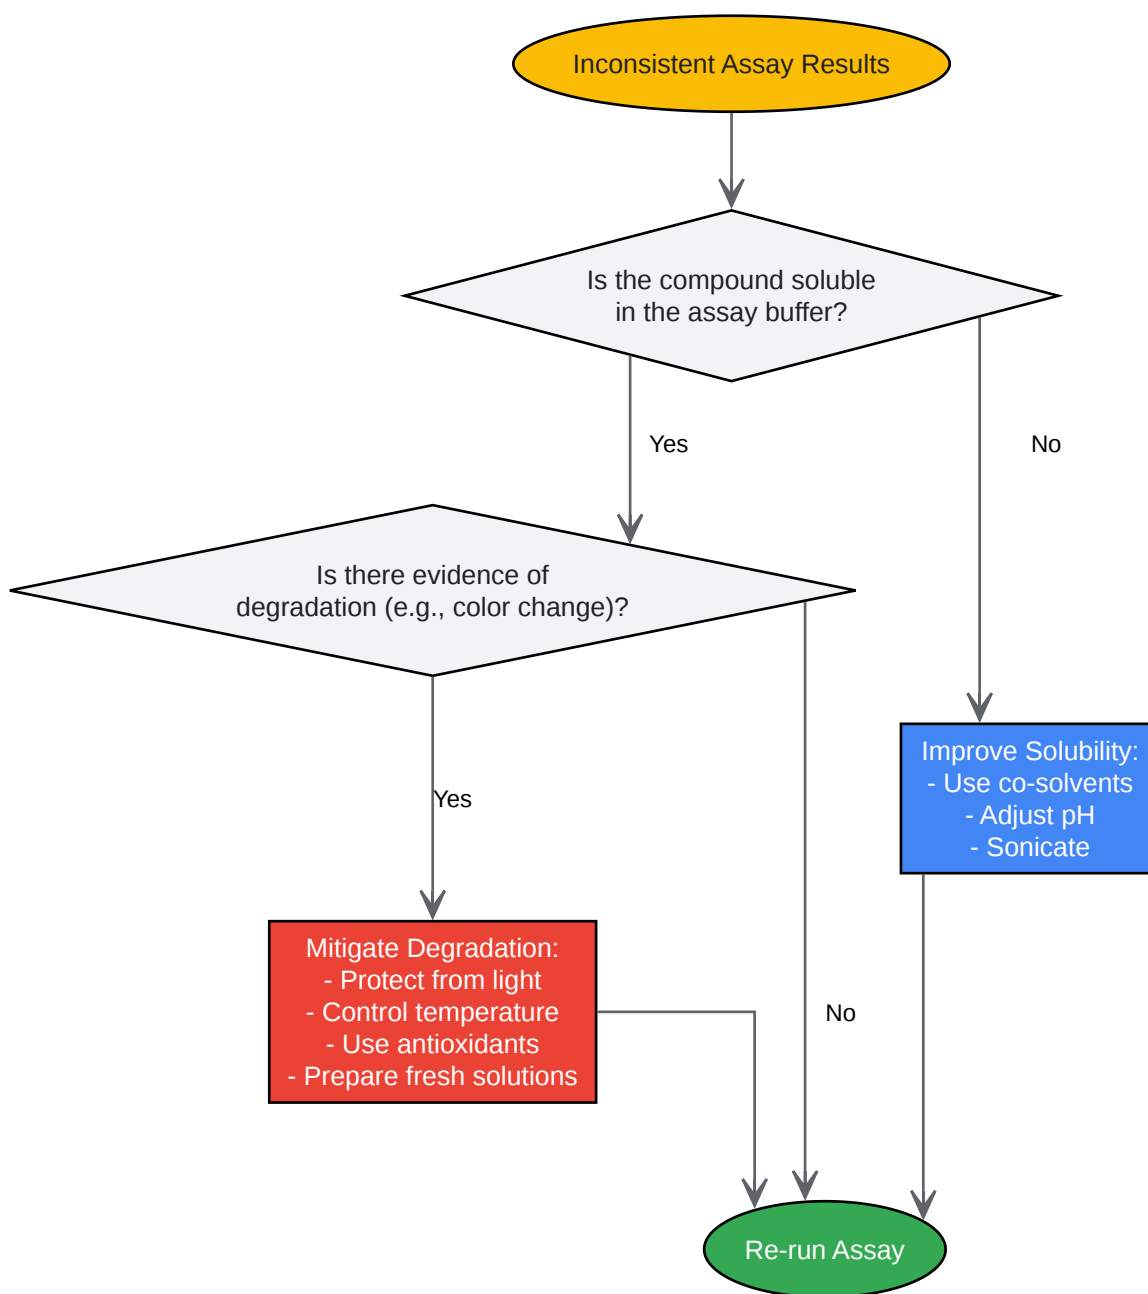 Inconsistent Assay Results
Is the compound soluble
in the assay buffer?
Yes
No
Is there evidence of
degradation (e.g., color change)?
Improve Solubility:
- Use co-solvents
- Adjust pH
- Sonicate
Yes
Mitigate Degradation:
- Protect from light
- Control temperature
- Use antioxidants
- Prepare fresh solutions
No
Re-run Assay